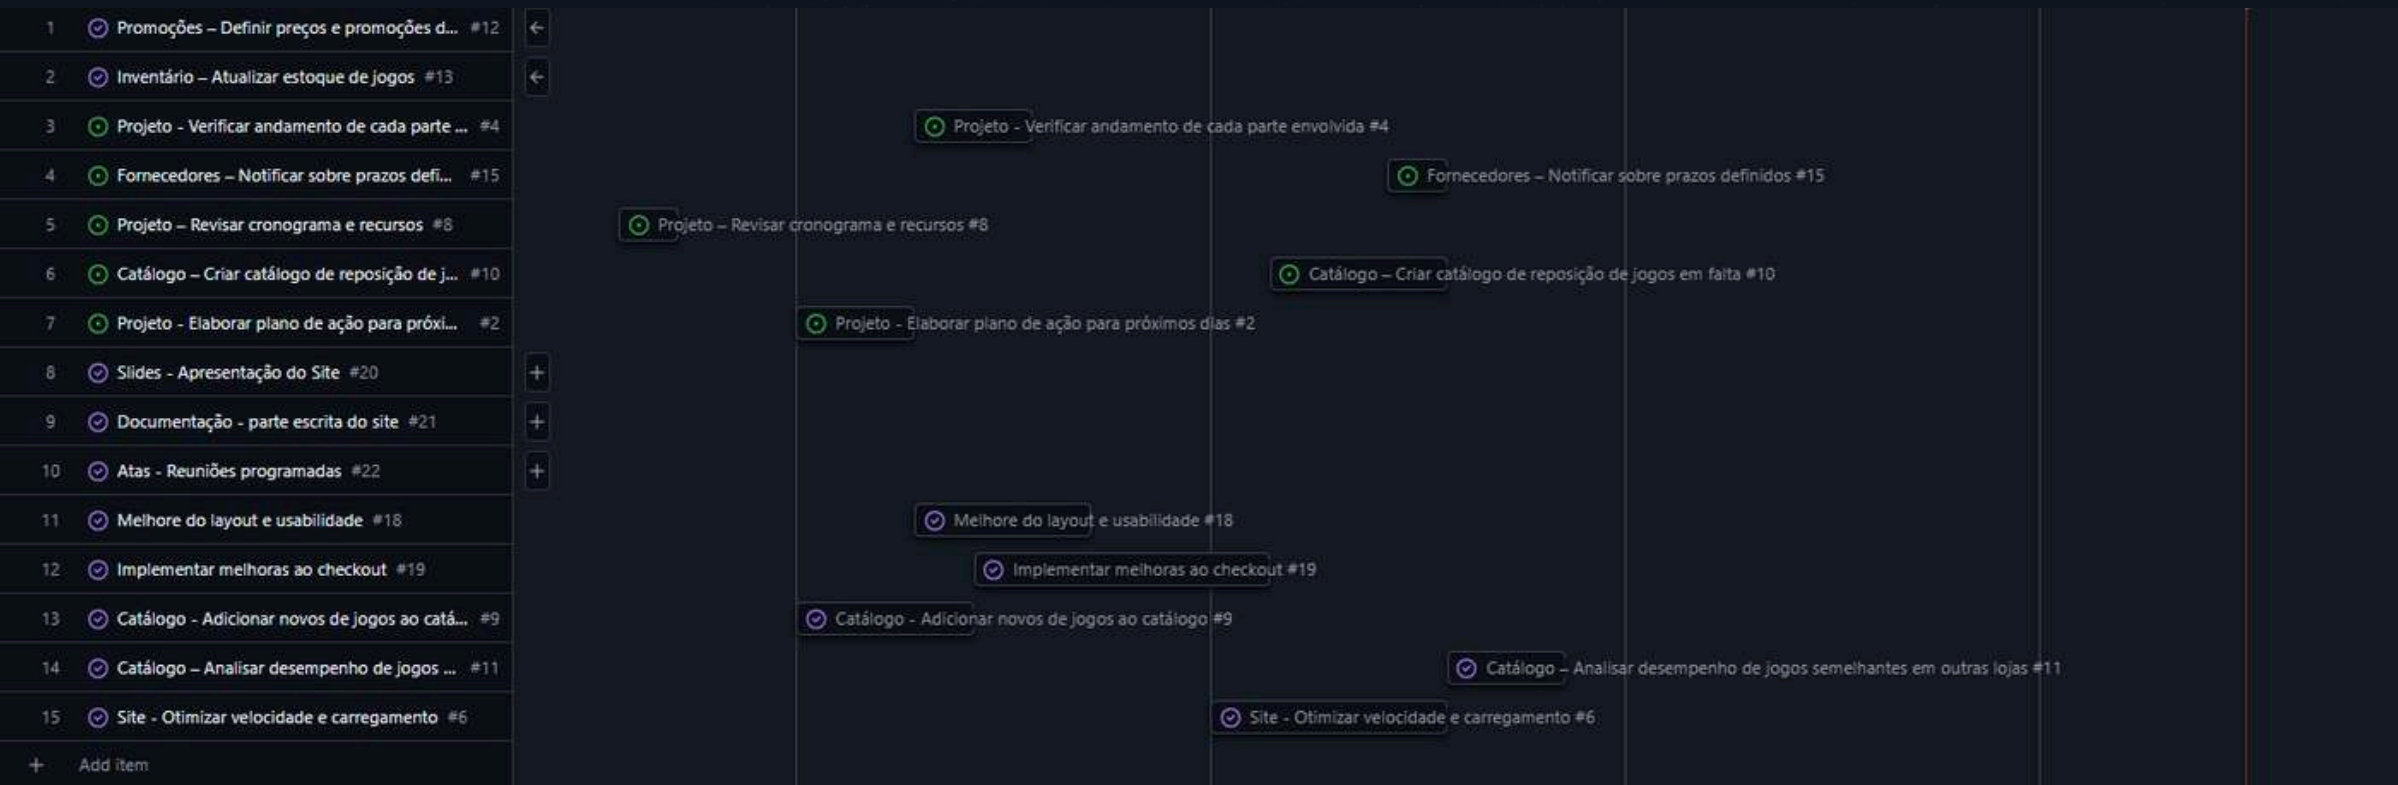 1 Promoções – Definir preços e promoções d... #12
2 Inventário – Atualizar estoque de jogos #13
3 Projeto - Verificar andamento de cada parte ... #4 Projeto - Verificar andamento de cada parte envolvida #4
4 Fornecedores – Notificar sobre prazos defi... #15 Fornecedores – Notificar sobre prazos definidos #15
5 Projeto – Revisar cronograma e recursos #8 Projeto – Revisar cronograma e recursos #8
6 Catálogo – Criar catálogo de reposição de j... #10 Catálogo – Criar catálogo de reposição de jogos em falta #10
7 Projeto - Elaborar plano de ação para próxi... #2 Projeto - Elaborar plano de ação para próximos dias #2
8 Slides - Apresentação do Site #20
9 Documentação - parte escrita do site #21
10 Atas - Reuniões programadas #22
11 Melhore do layout e usabilidade #18 Melhore do layout e usabilidade #18
12 Implementar melhoras ao checkout #19 Implementar melhoras ao checkout #19
13 Catálogo - Adicionar novos de jogos ao catá... #9 Catálogo - Adicionar novos de jogos ao catálogo #9
14 Catálogo – Analisar desempenho de jogos ... #11 Catálogo – Analisar desempenho de jogos semelhantes em outras lojas #11
15 Site - Otimizar velocidade e carregamento #6 Site - Otimizar velocidade e carregamento #6
+ Add item